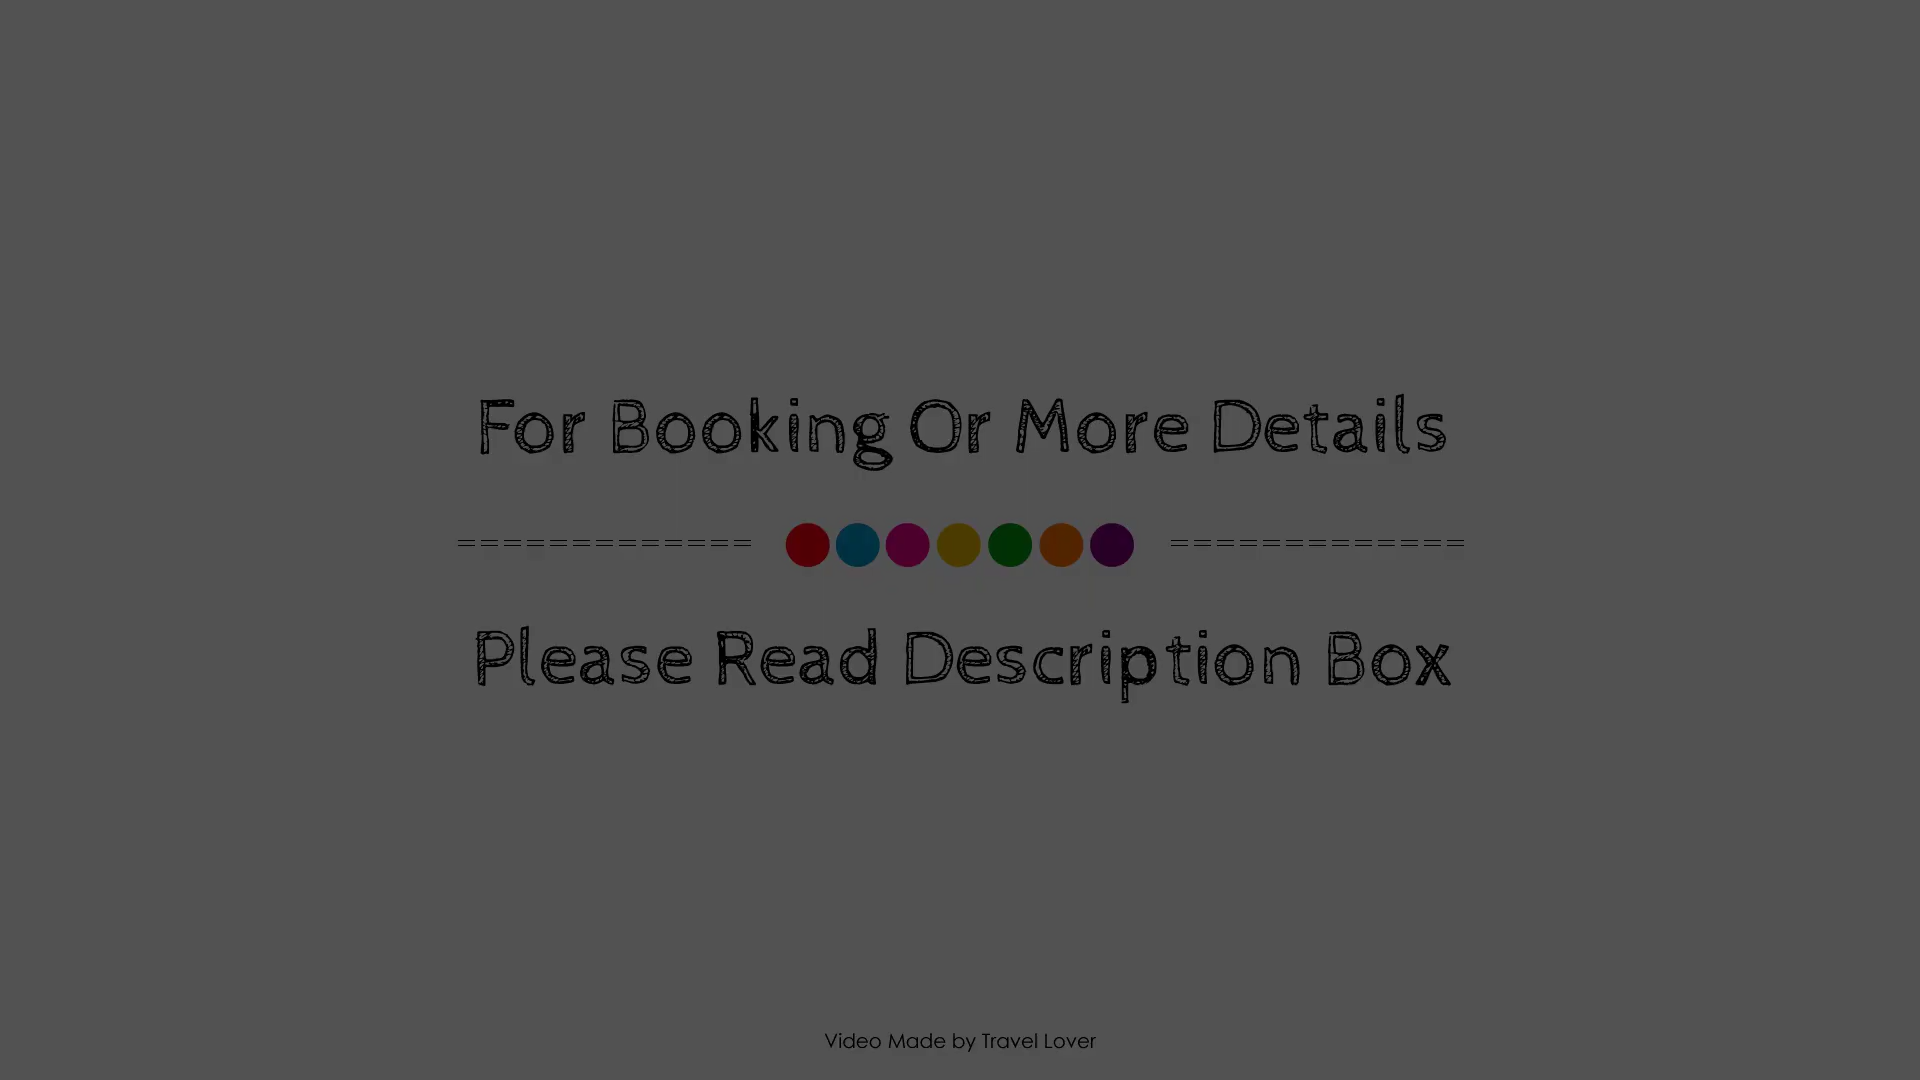 For Booking Or More Details
============= =============
Please Read Description Box
Video Made by Travel Lover